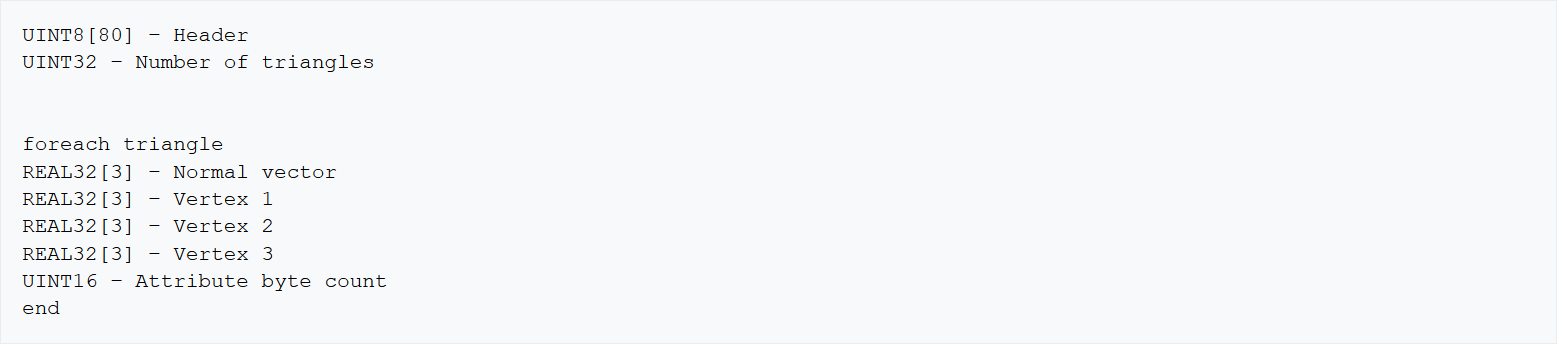 UINT8[80] – Header
UINT32 – Number of triangles
foreach triangle
REAL32[3] – Normal vector
REAL32[3] – Vertex 1
REAL32[3] – Vertex 2
REAL32[3] – Vertex 3
UINT16 – Attribute byte count
end